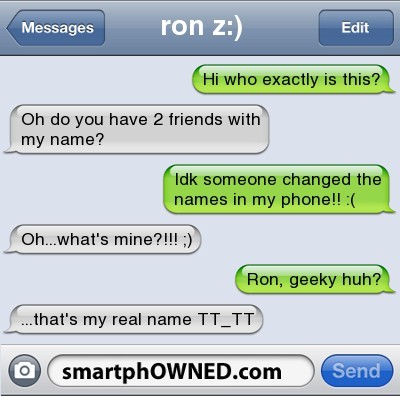 Messages
ron z:)
Edit
Hi who exactly is this?
Oh do you have 2 friends with
my name?
Idk someone changed the
names in my phone!! :(
Oh...what's mine?!!! ;)
Ron, geeky huh?
...that's my real name TT_TT
smartphOWNED.com
Send